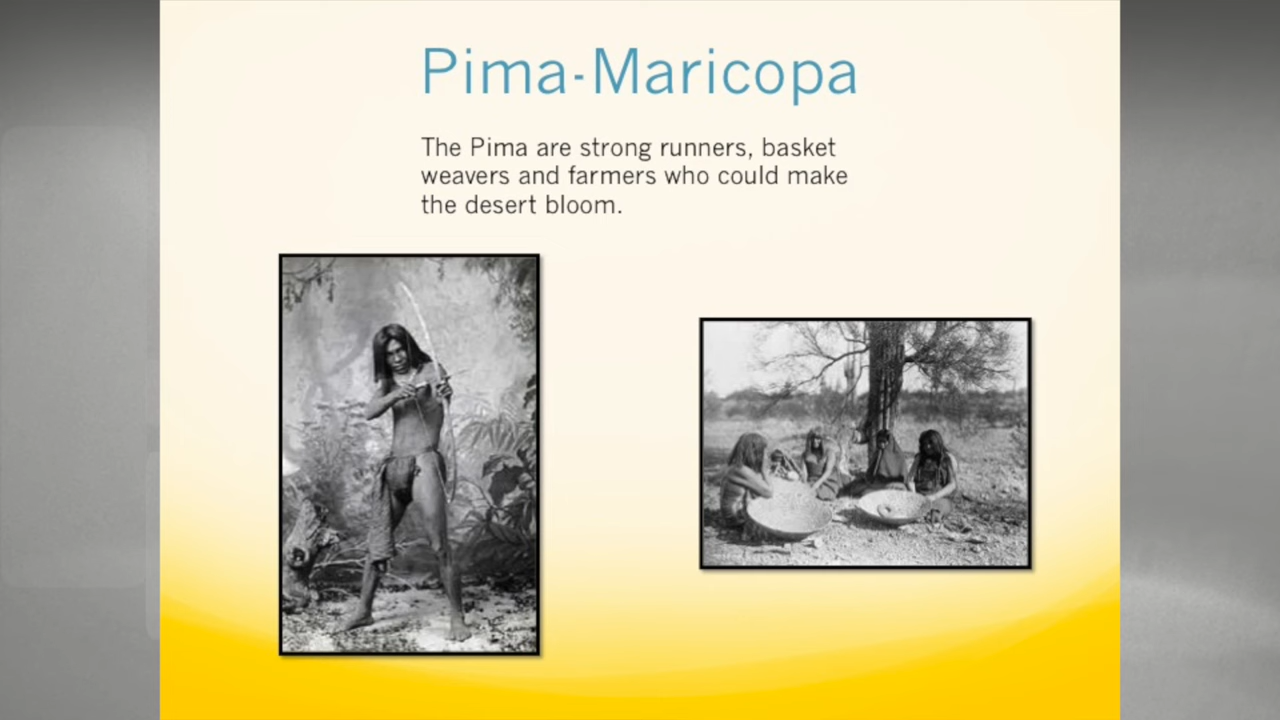 Pima-Maricopa
The Pima are strong runners, basket
weavers and farmers who could make
the desert bloom.